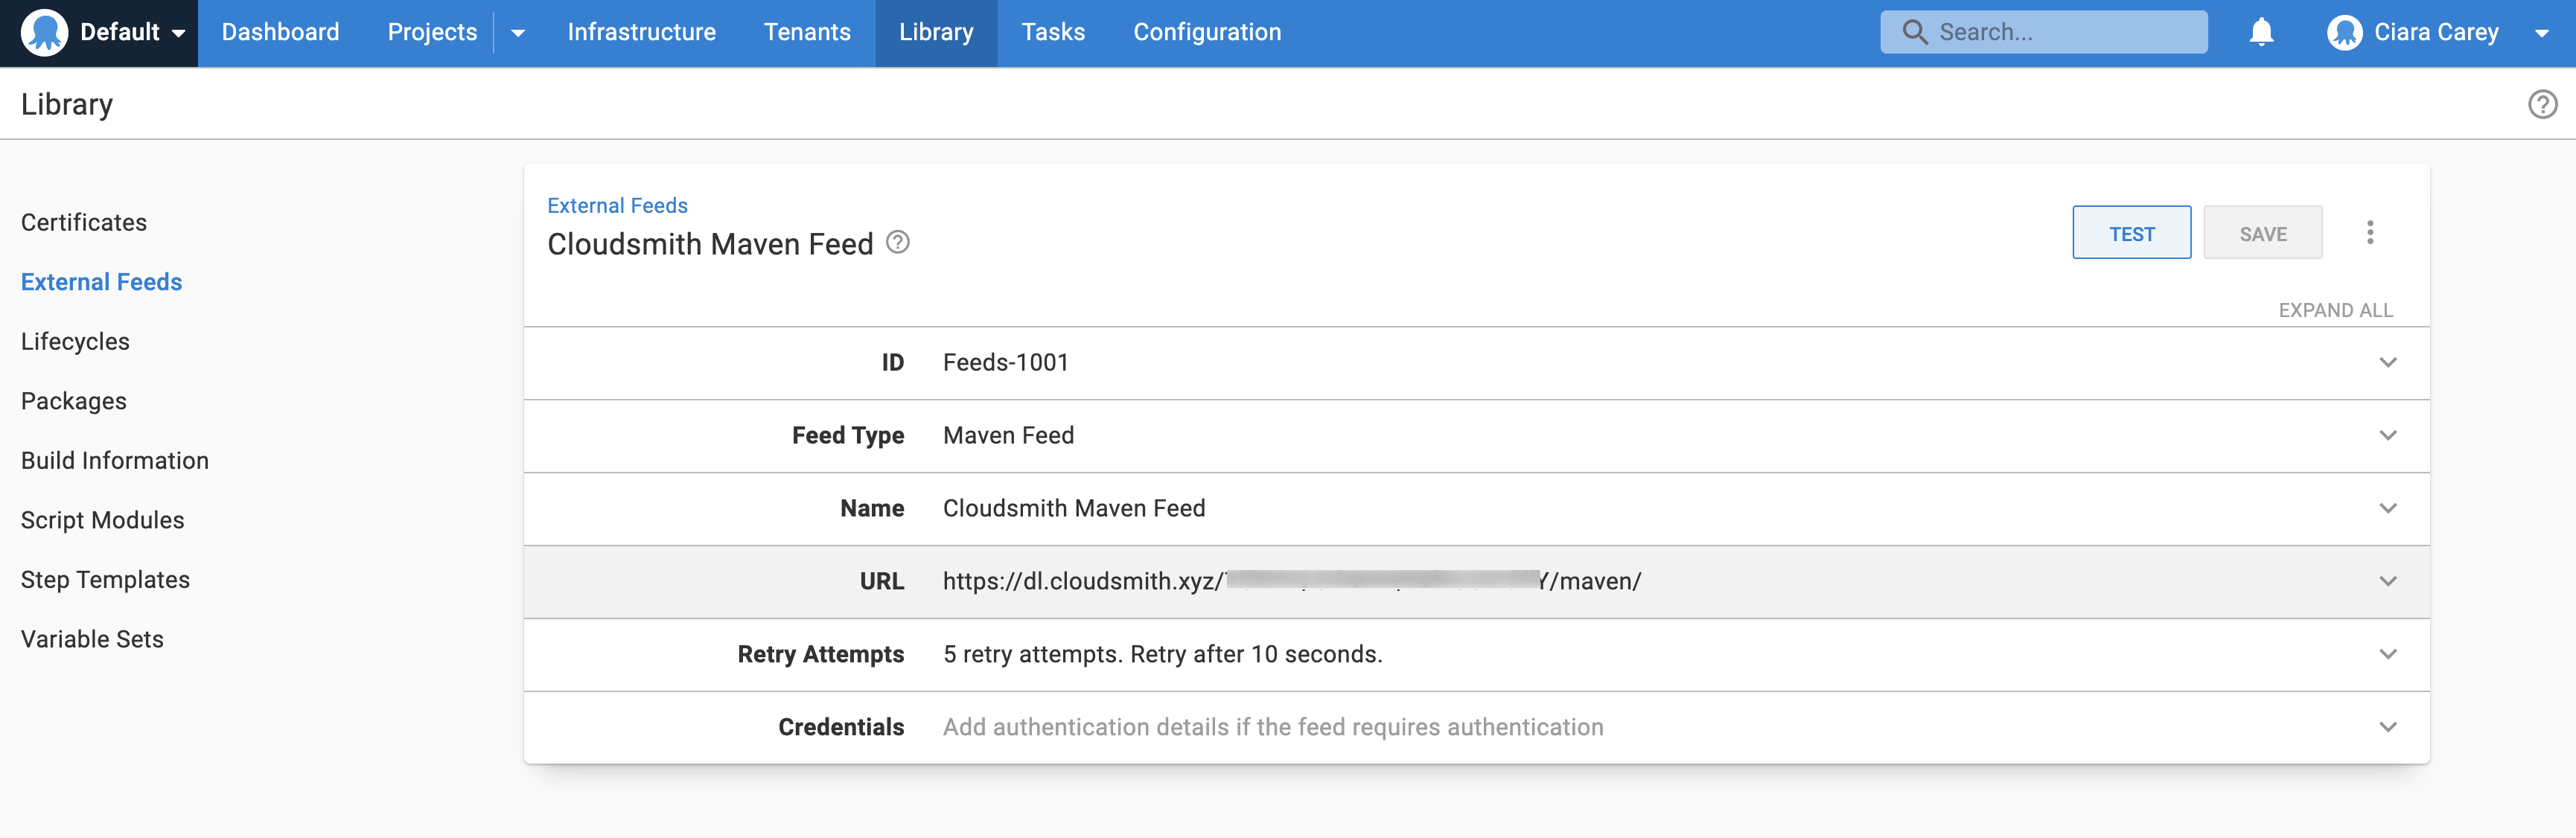 Default Dashboard Projects Infrastructure Tenants Library Tasks Configuration Search... Ciara Carey
Library
Certificates
External Feeds
Lifecycles
Packages
Build Information
Script Modules
Step Templates
Variable Sets
External Feeds
Cloudsmith Maven Feed
TEST SAVE
EXPAND ALL
ID Feeds-1001
Feed Type Maven Feed
Name Cloudsmith Maven Feed
URL https://dl.cloudsmith.xyz/ Y/maven/
Retry Attempts 5 retry attempts. Retry after 10 seconds.
Credentials Add authentication details if the feed requires authentication